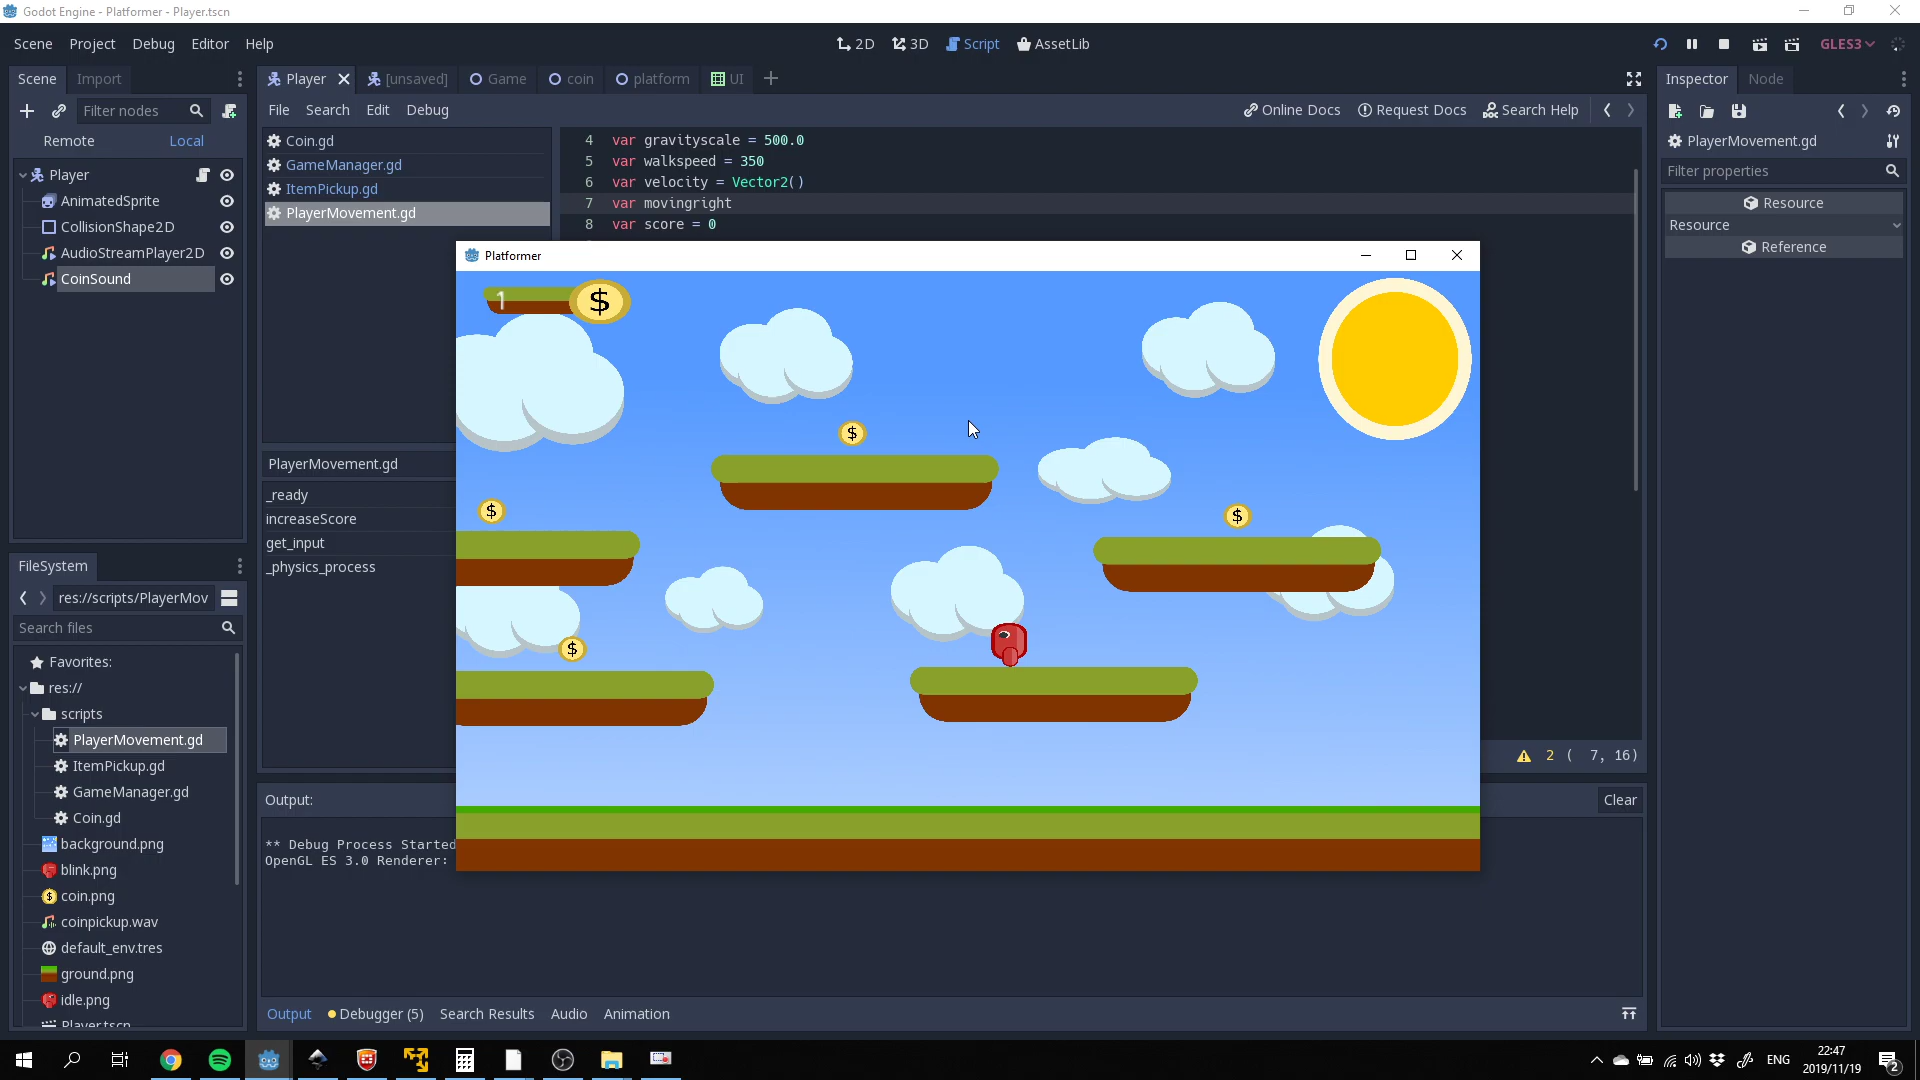 Godot Engine - Platformer - Player.tscn
Scene Project Debug Editor Help
2D 3D Script AssetLib
GLES3
Scene Import
Player [unsaved] Game coin platform UI
Inspector Node
Filter nodes
File Search Edit Debug
Online Docs Request Docs Search Help
Remote Local
Coin.gd
GameManager.gd
ItemPickup.gd
PlayerMovement.gd
4 var gravityscale = 500.0
5 var walkspeed = 350
6 var velocity = Vector2()
7 var movingright
8 var score = 0
PlayerMovement.gd
Filter properties
Resource
Resource
Reference
Player
AnimatedSprite
CollisionShape2D
AudioStreamPlayer2D
CoinSound
Platformer
1 $
$
$
$
$
PlayerMovement.gd
_ready
increaseScore
get_input
_physics_process
2 ( 7, 16)
FileSystem
res://scripts/PlayerMov
Search files
Favorites:
res://
scripts
PlayerMovement.gd
ItemPickup.gd
GameManager.gd
Coin.gd
background.png
blink.png
coin.png
coinpickup.wav
default_env.tres
ground.png
idle.png
Player.tscn
Output:
Clear
** Debug Process Started
OpenGL ES 3.0 Renderer:
Output Debugger (5) Search Results Audio Animation
ENG
22:47
2019/11/19
2